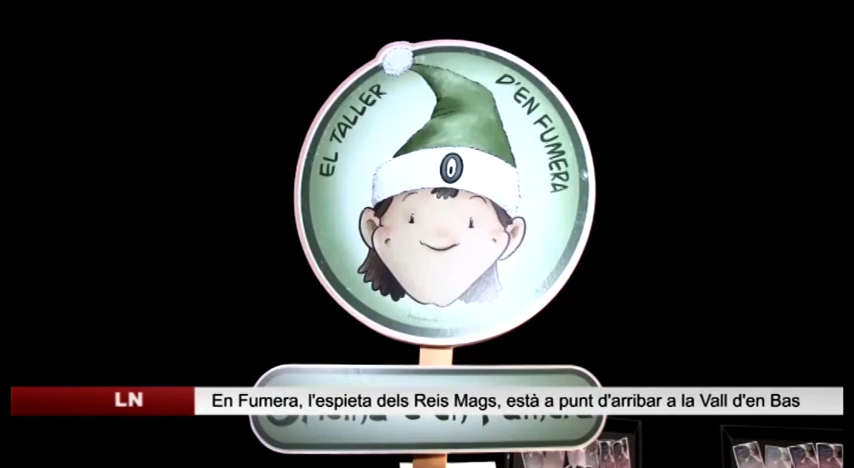 EL TALLER D'EN FUMERA
LN En Fumera, l'espieta dels Reis Mags, està a punt d'arribar a la Vall d'en Bas